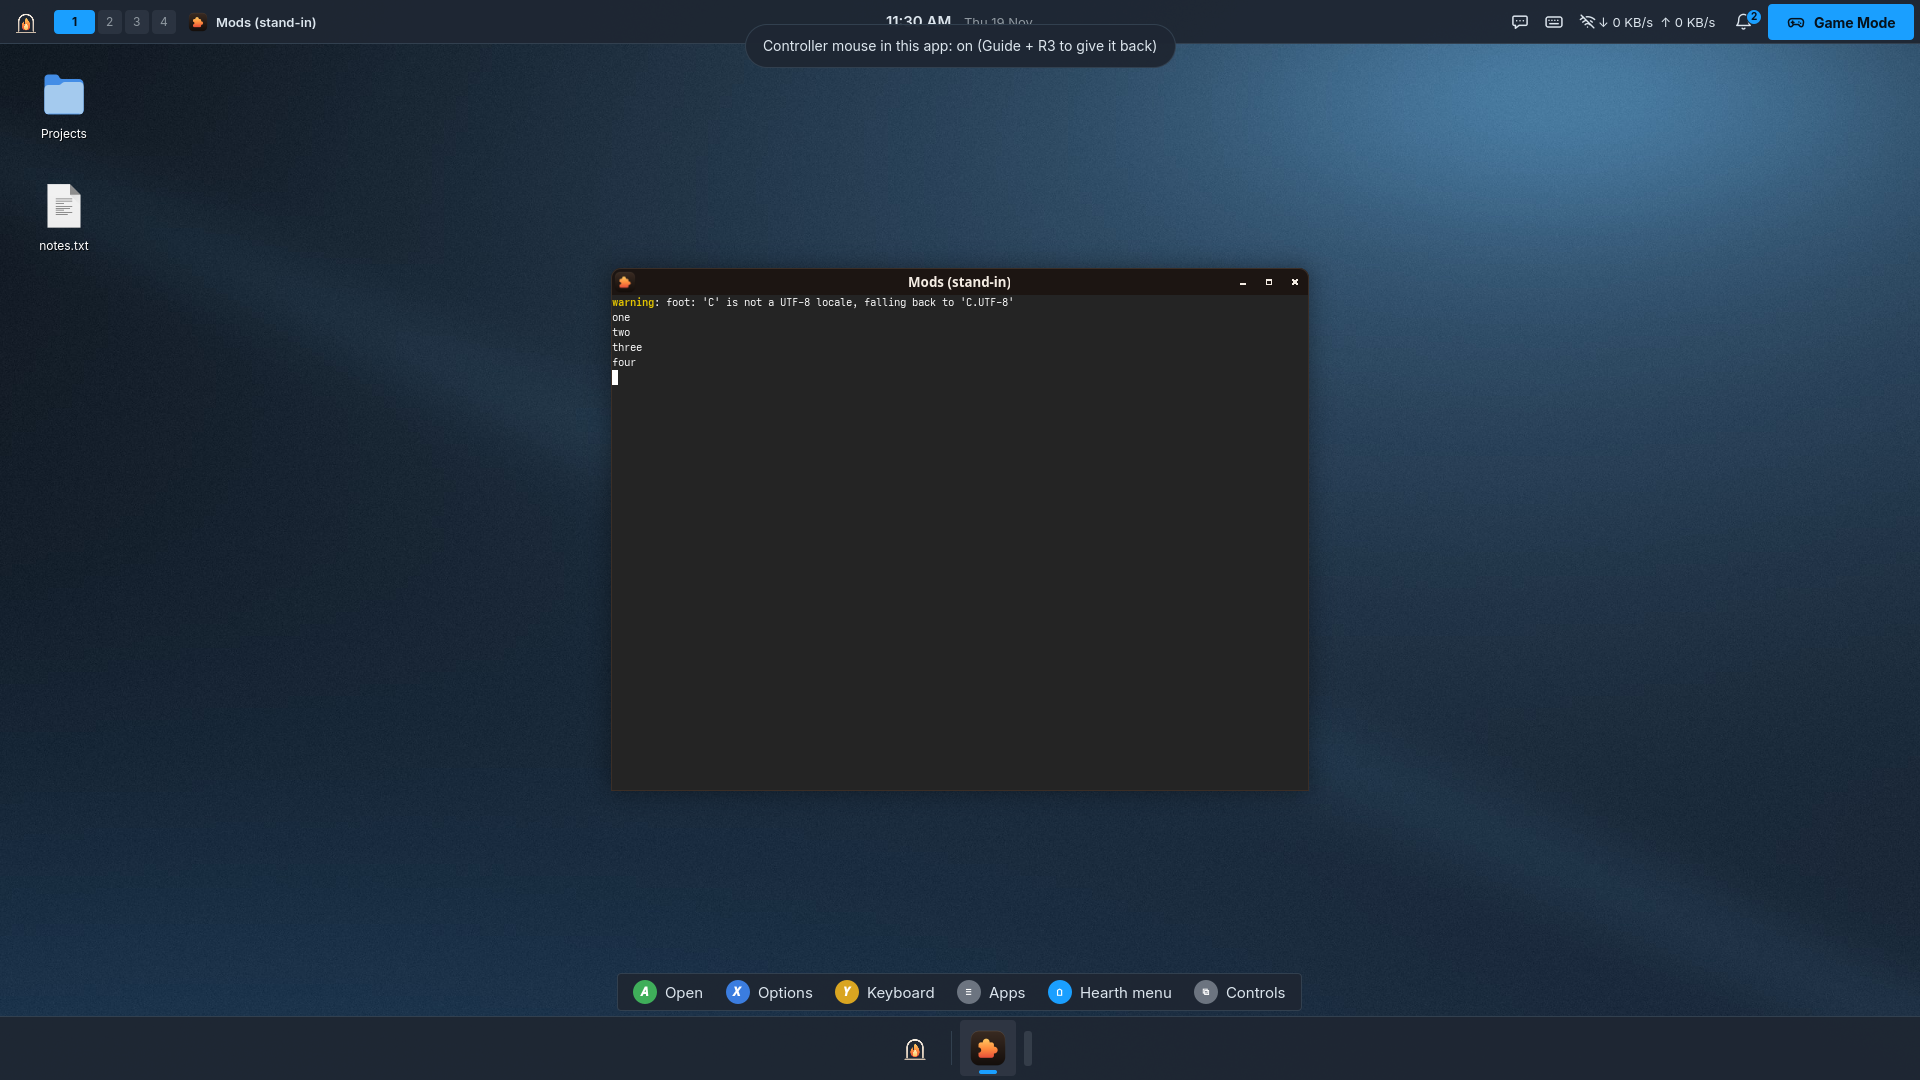 1 2 3 4 Mods (stand-in)
11:30 AM Thu 19 Nov
↓ 0 KB/s ↑ 0 KB/s
2
Game Mode
Controller mouse in this app: on (Guide + R3 to give it back)
Projects
notes.txt
Mods (stand-in)
warning: foot: 'C' is not a UTF-8 locale, falling back to 'C.UTF-8'
one
two
three
four
A Open X Options Y Keyboard Apps Hearth menu Controls